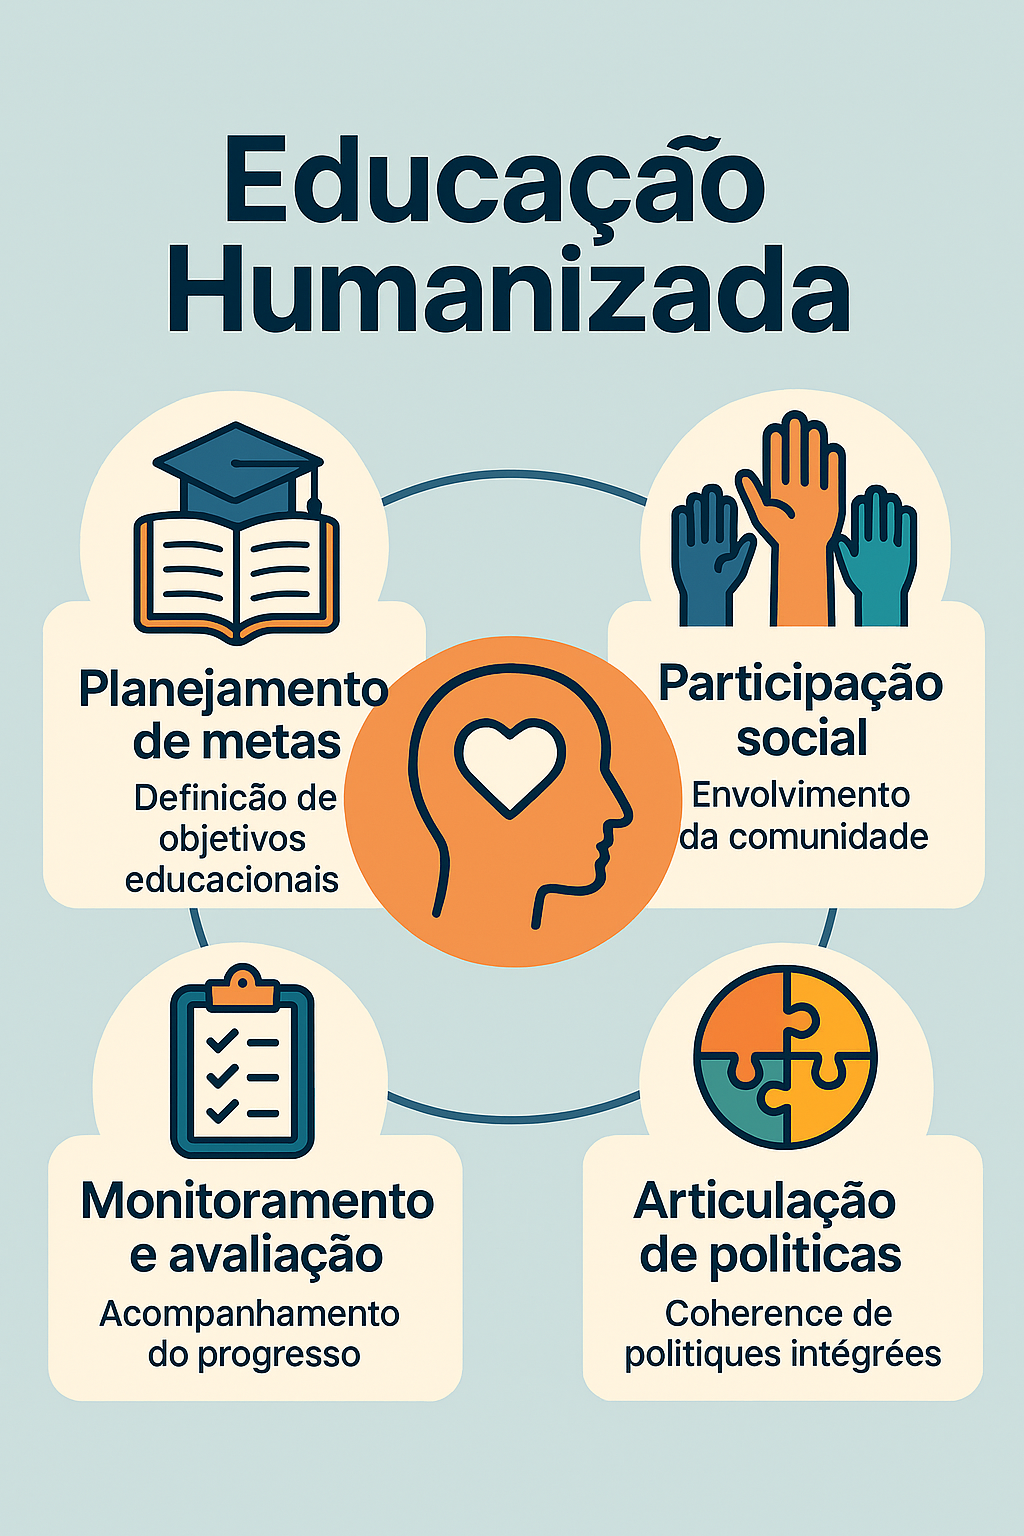 Educação
Humanizada
Planejamento
de metas
Definicão de
objetivos
educacionais
Participação
social
Envolvimento
da comunidade
Monitoramento
e avaliação
Acompanhamento
do progresso
Articulação
de politicas
Coherence de
politiques intégrées